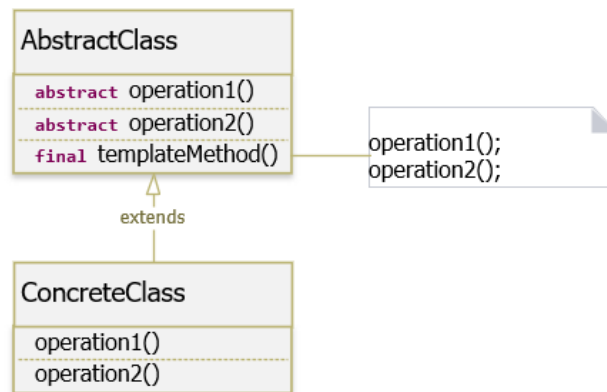 AbstractClass
abstract operation1()
abstract operation2()
final templateMethod()
operation1();
operation2();
extends
ConcreteClass
operation1()
operation2()